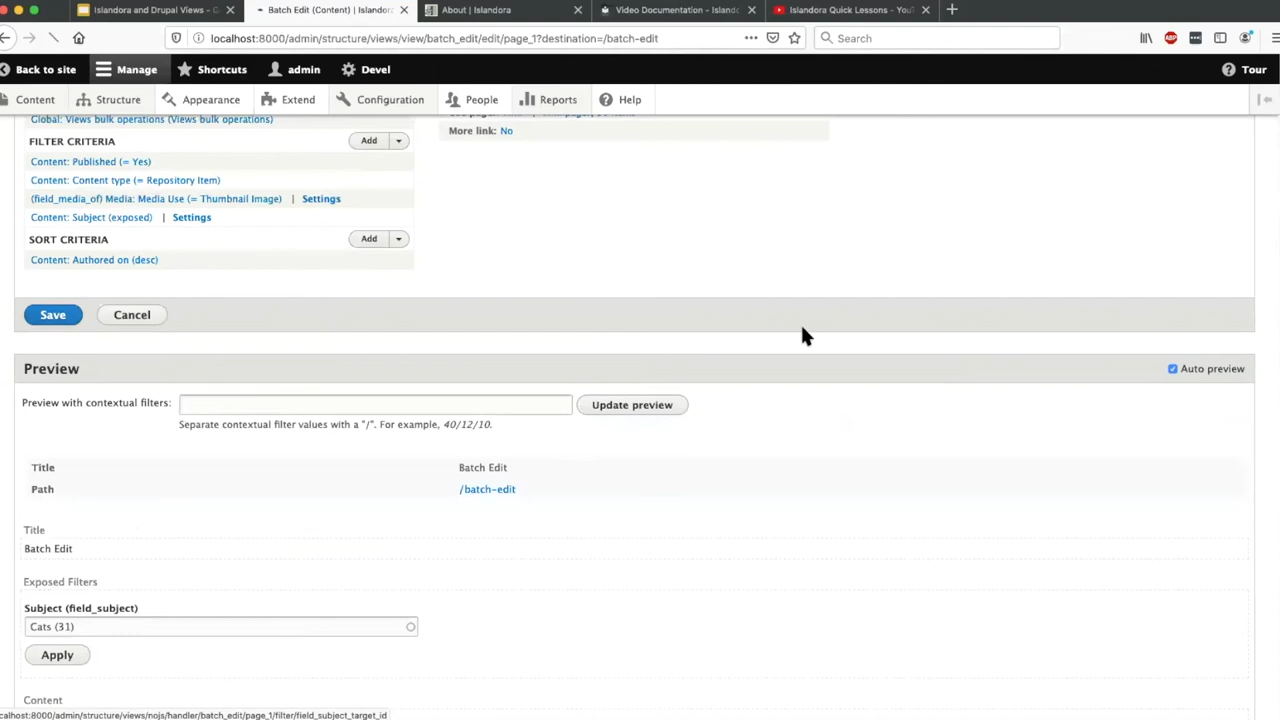 Islandora and Drupal Views - G
Batch Edit (Content) | Islandora
About | Islandora
Video Documentation - Islando
Islandora Quick Lessons - YouT
localhost:8000/admin/structure/views/view/batch_edit/edit/page_1?destination=/batch-edit
Search
Back to site
Manage
Shortcuts
admin
Devel
Tour
Content
Structure
Appearance
Extend
Configuration
People
Reports
Help
Global: Views bulk operations (Views bulk operations)
More link: No
FILTER CRITERIA
Add
Content: Published (= Yes)
Content: Content type (= Repository Item)
(field_media_of) Media: Media Use (= Thumbnail Image) | Settings
Content: Subject (exposed) | Settings
SORT CRITERIA
Add
Content: Authored on (desc)
Save
Cancel
Preview
Auto preview
Preview with contextual filters:
Update preview
Separate contextual filter values with a "/". For example, 40/12/10.
Title Batch Edit
Path /batch-edit
Title
Batch Edit
Exposed Filters
Subject (field_subject)
Cats (31)
Apply
Content
calhost:8000/admin/structure/views/nojs/handler/batch_edit/page_1/filter/field_subject_target_id